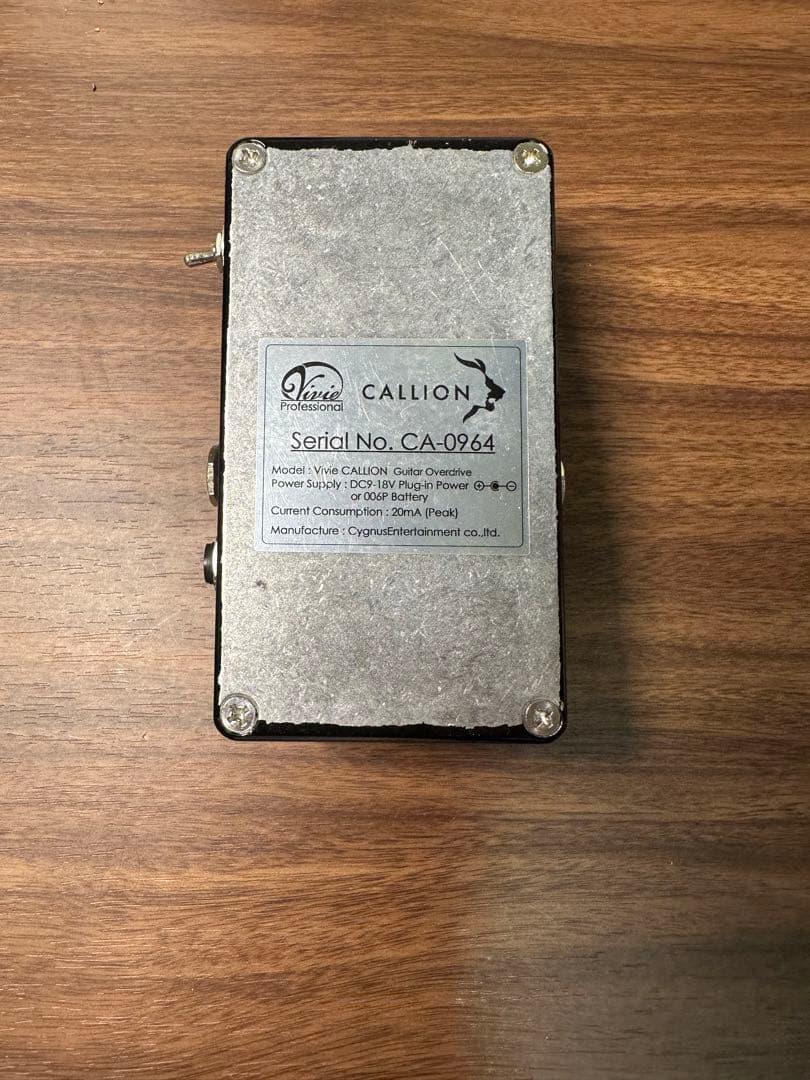 Vivie
Professional
CALLION
Serial No. CA-0964
Model : Vivie CALLION Guitar Overdrive
Power Supply : DC9-18V Plug-in Power
or 006P Battery
Current Consumption : 20mA (Peak)
Manufacture : CygnusEntertainment co.,ltd.